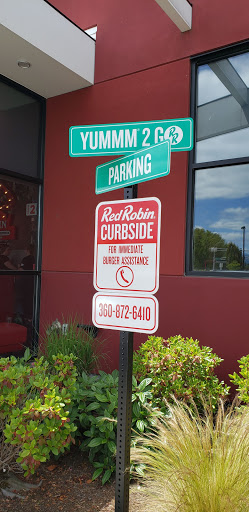 YUMMM® 2 GO
PARKING
Red Robin
CURBSIDE
FOR IMMEDIATE
BURGER ASSISTANCE
360-872-6410